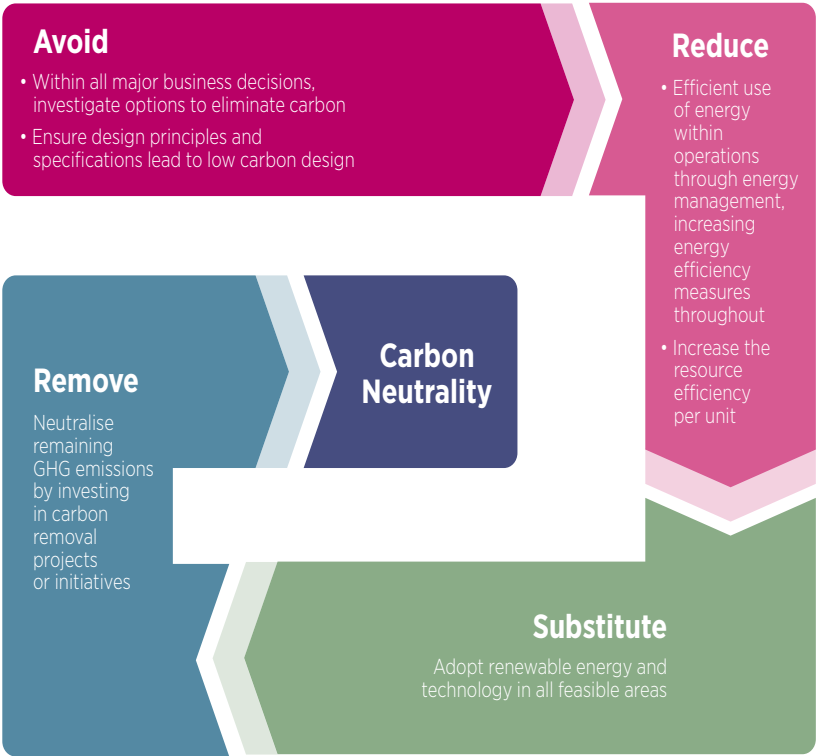 Avoid
• Within all major business decisions,
investigate options to eliminate carbon
• Ensure design principles and
specifications lead to low carbon design
Reduce
• Efficient use
of energy
within
operations
through energy
management,
increasing
energy
efficiency
measures
throughout
• Increase the
resource
efficiency
per unit
Substitute
Adopt renewable energy and
technology in all feasible areas
Remove
Neutralise
remaining
GHG emissions
by investing
in carbon
removal
projects
or initiatives
Carbon
Neutrality